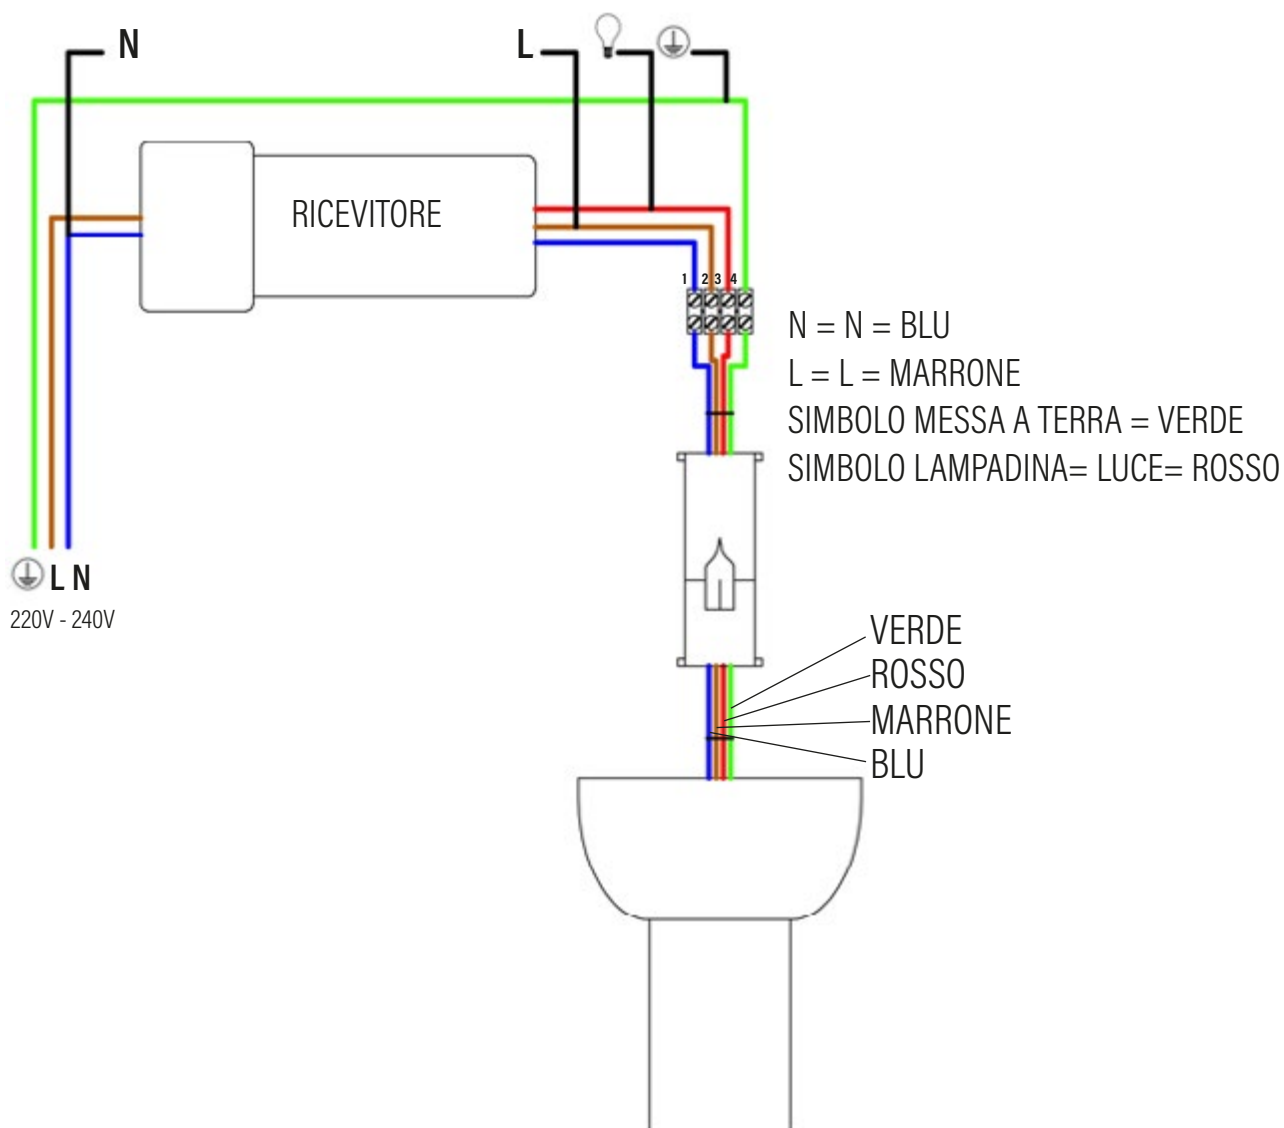 N
L
RICEVITORE
1 2 3 4
N = N = BLU
L = L = MARRONE
SIMBOLO MESSA A TERRA = VERDE
SIMBOLO LAMPADINA= LUCE= ROSSO
L N
220V - 240V
VERDE
ROSSO
MARRONE
BLU